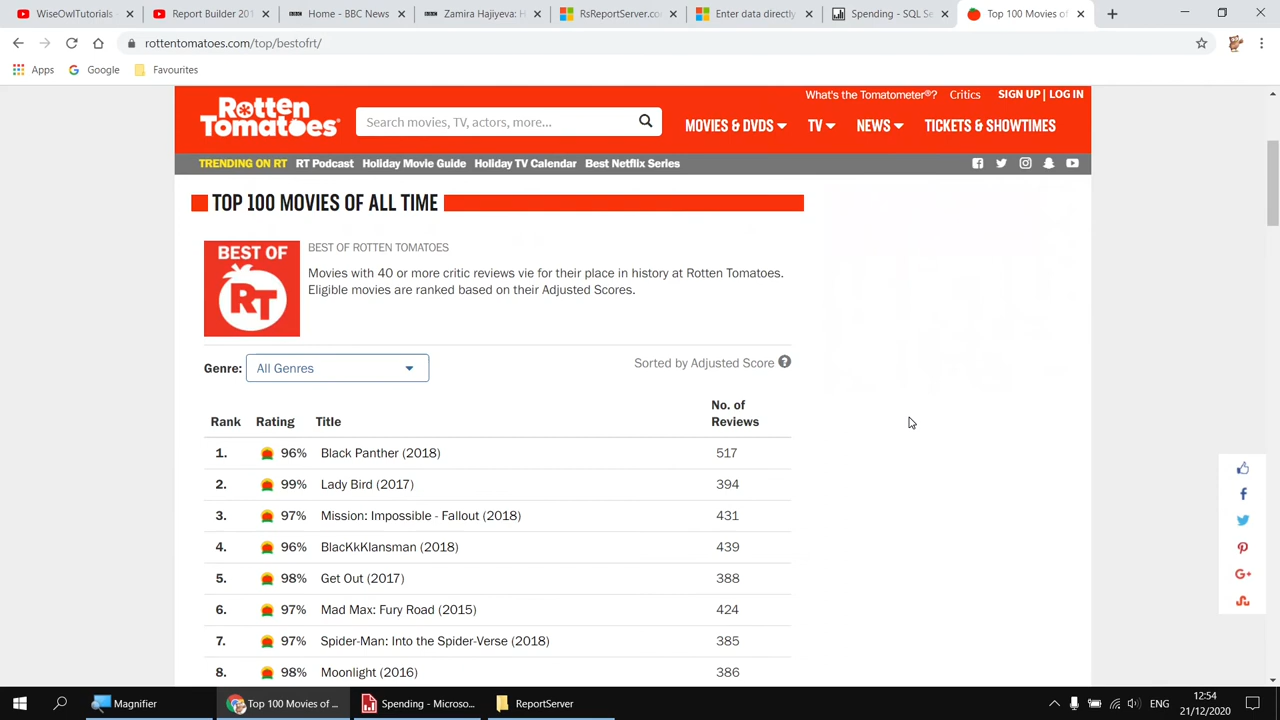 WiseOwlTutorials
Report Builder 201
Home - BBC News
Zamira Hajiyeva: H
RsReportServer.co
Enter data directly
Spending - SQL Se
Top 100 Movies of
rottentomatoes.com/top/bestofrt/
Apps
Google
Favourites
What's the Tomatometer®?
Critics
SIGN UP | LOG IN
Rotten
Tomatoes®
Search movies, TV, actors, more...
MOVIES & DVDS
TV
NEWS
TICKETS & SHOWTIMES
TRENDING ON RT
RT Podcast
Holiday Movie Guide
Holiday TV Calendar
Best Netflix Series
TOP 100 MOVIES OF ALL TIME
BEST OF
RT
BEST OF ROTTEN TOMATOES
Movies with 40 or more critic reviews vie for their place in history at Rotten Tomatoes.
Eligible movies are ranked based on their Adjusted Scores.
Genre: All Genres
Sorted by Adjusted Score ?
Rank Rating Title No. of
Reviews
1. 96% Black Panther (2018) 517
2. 99% Lady Bird (2017) 394
3. 97% Mission: Impossible - Fallout (2018) 431
4. 96% BlacKkKlansman (2018) 439
5. 98% Get Out (2017) 388
6. 97% Mad Max: Fury Road (2015) 424
7. 97% Spider-Man: Into the Spider-Verse (2018) 385
8. 98% Moonlight (2016) 386
Magnifier
Top 100 Movies of ...
Spending - Microso...
ReportServer
ENG
12:54
21/12/2020